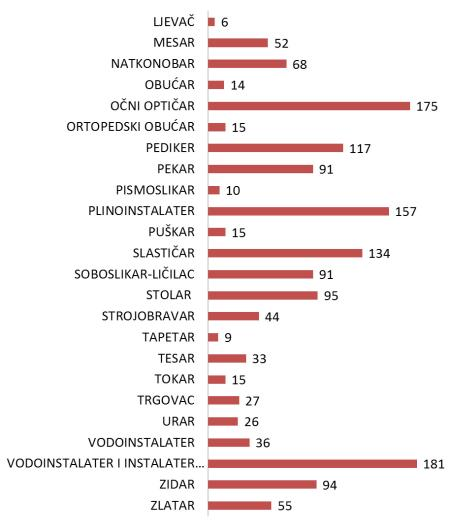 LJEVAČ 6
MESAR 52
NATKONOBAR 68
OBUĆAR 14
OČNI OPTIČAR 175
ORTOPEDSKI OBUĆAR 15
PEDIKER 117
PEKAR 91
PISMOSLIKAR 10
PLINOINSTALATER 157
PUŠKAR 15
SLASTIČAR 134
SOBOSLIKAR-LIČILAC 91
STOLAR 95
STROJOBRAVAR 44
TAPETAR 9
TESAR 33
TOKAR 15
TRGOVAC 27
URAR 26
VODOINSTALATER 36
VODOINSTALATER I INSTALATER... 181
ZIDAR 94
ZLATAR 55